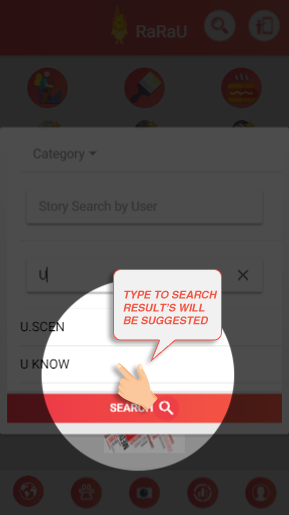 RaRaU
Category
Story Search by User
U
TYPE TO SEARCH
RESULT'S WILL
BE SUGGESTED
U.SCEN
U KNOW
SEARCH